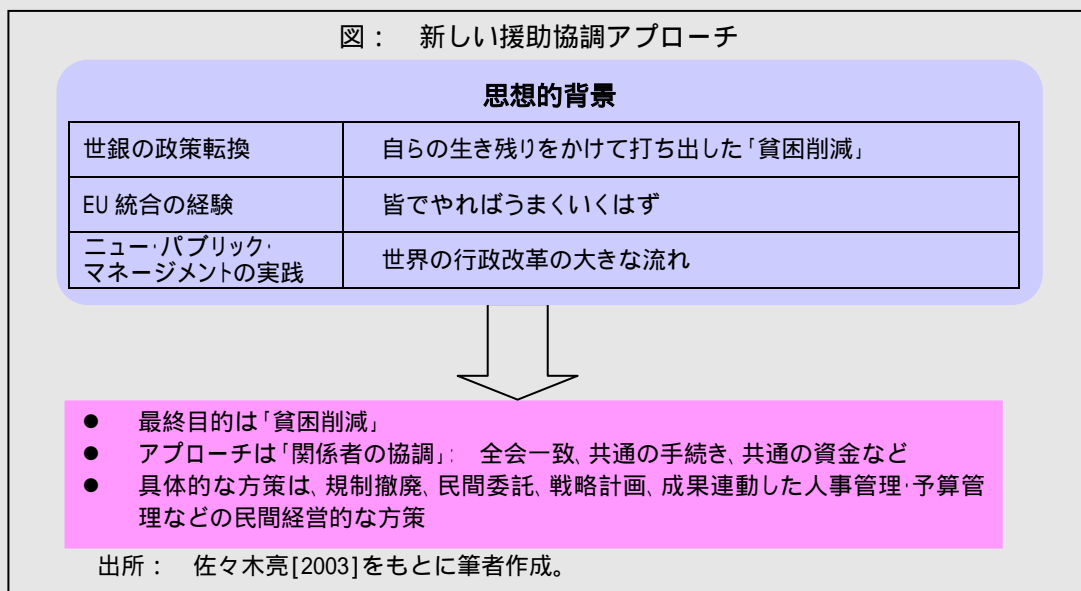 図： 新しい援助協調アプローチ
思想的背景
世銀の政策転換 自らの生き残りをかけて打ち出した「貧困削減」
EU 統合の経験 皆でやればうまくいくはず
ニュー・パブリック・
マネージメントの実践 世界の行政改革の大きな流れ
● 最終目的は「貧困削減」
● アプローチは「関係者の協調」： 全会一致、共通の手続き、共通の資金など
● 具体的な方策は、規制撤廃、民間委託、戦略計画、成果連動した人事管理・予算管
理などの民間経営的な方策
出所： 佐々木亮[2003]をもとに筆者作成。